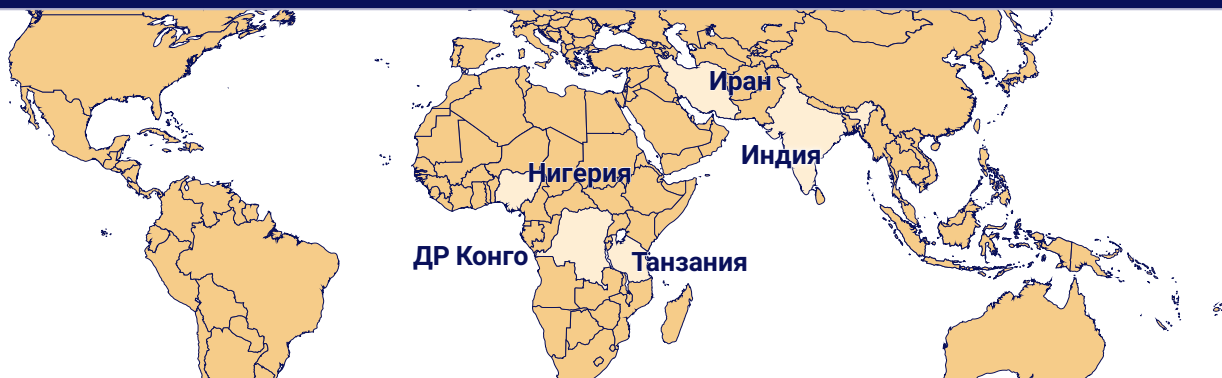 Иран
Индия
Нигерия
ДР Конго
Танзания